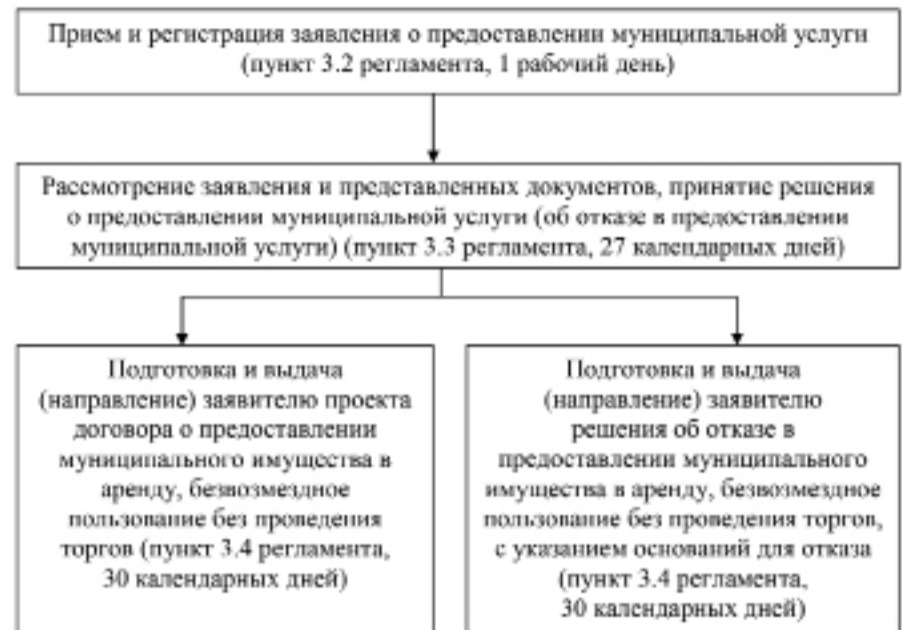 Прием и регистрация заявления о предоставлении муниципальной услуги
(пункт 3.2 регламента, 1 рабочий день)
Рассмотрение заявления и представленных документов, принятие решения
о предоставлении муниципальной услуги (об отказе в предоставлении
муниципальной услуги) (пункт 3.3 регламента, 27 календарных дней)
Подготовка и выдача
(направление) заявителю проекта
договора о предоставлении
муниципального имущества в
аренду, безвозмездное
пользование без проведения
торгов (пункт 3.4 регламента,
30 календарных дней)
Подготовка и выдача
(направление) заявителю
решения об отказе в
предоставлении муниципального
имущества в аренду, безвозмездное
пользование без проведения торгов,
с указанием оснований для отказа
(пункт 3.4 регламента,
30 календарных дней)